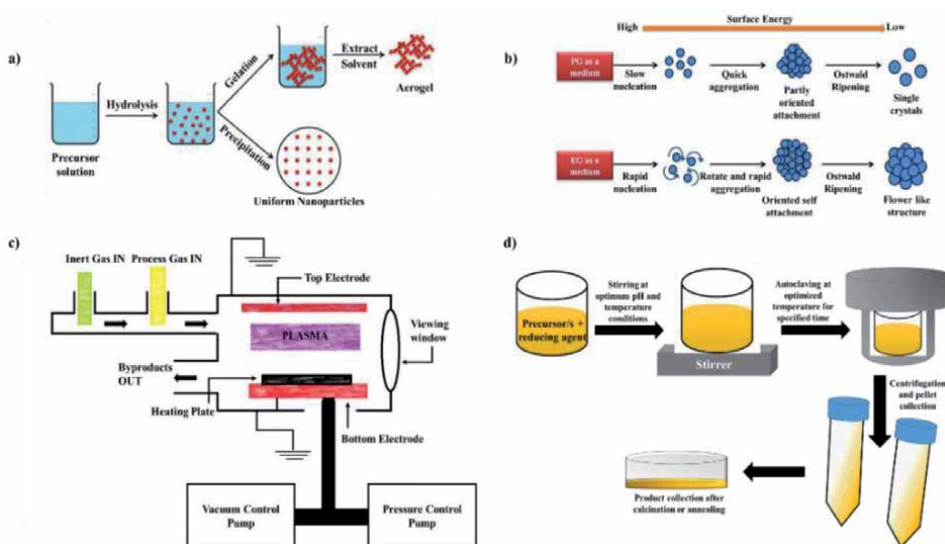 a)
Hydrolysis
Gelation
Precipitation
Extract
Solvent
Aerogel
Precursor
solution
Uniform Nanoparticles
b)
Surface Energy
High
Low
PG as a
medium
Slow
nucleation
Quick
aggregation
Partly
oriented
attachment
Ostwald
Ripening
Single
crystals
EG as a
medium
Rapid
nucleation
Rotate and rapid
aggregation
Oriented self
attachment
Ostwald
Ripening
Flower like
structure
c)
Inert Gas IN
Process Gas IN
Top Electrode
PLASMA
Viewing
window
Byproducts
OUT
Heating Plate
Bottom Electrode
Vacuum Control
Pump
Pressure Control
Pump
d)
Precursor/s +
reducing agent
Stirring at
optimum pH and
temperature
conditions
Stirrer
Autoclaving at
optimized
temperature for
specified time
Centrifugation
and pellet
collection
Product collection after
calcination or annealing